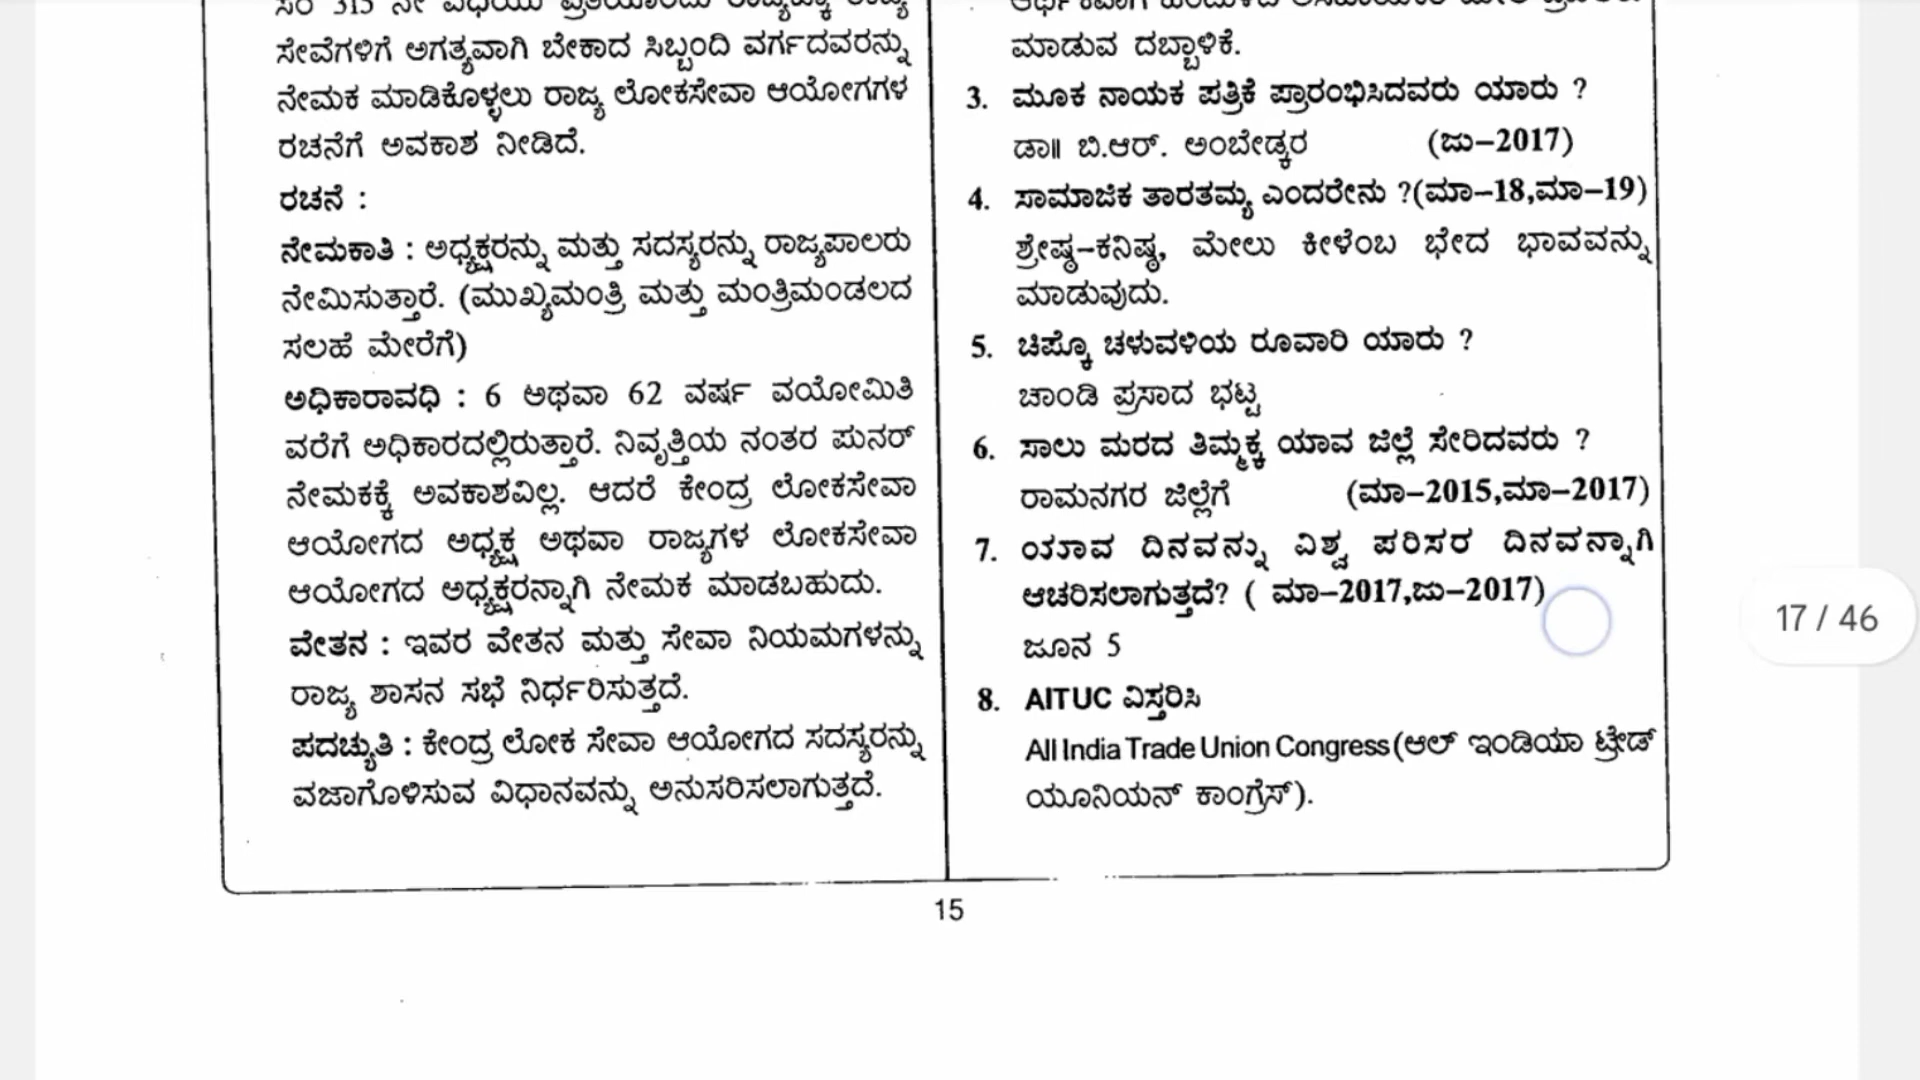 ಸೇವೆಗಳಿಗೆ ಅಗತ್ಯವಾಗಿ ಬೇಕಾದ ಸಿಬ್ಬಂದಿ ವರ್ಗದವರನ್ನು
ನೇಮಕ ಮಾಡಿಕೊಳ್ಳಲು ರಾಜ್ಯ ಲೋಕಸೇವಾ ಆಯೋಗಗಳ
ರಚನೆಗೆ ಅವಕಾಶ ನೀಡಿದೆ.
ರಚನೆ :
ನೇಮಕಾತಿ : ಅಧ್ಯಕ್ಷರನ್ನು ಮತ್ತು ಸದಸ್ಯರನ್ನು ರಾಜ್ಯಪಾಲರು
ನೇಮಿಸುತ್ತಾರೆ. (ಮುಖ್ಯಮಂತ್ರಿ ಮತ್ತು ಮಂತ್ರಿಮಂಡಲದ
ಸಲಹೆ ಮೇರೆಗೆ)
ಅಧಿಕಾರಾವಧಿ : 6 ಅಥವಾ 62 ವರ್ಷ ವಯೋಮಿತಿ
ವರೆಗೆ ಅಧಿಕಾರದಲ್ಲಿರುತ್ತಾರೆ. ನಿವೃತ್ತಿಯ ನಂತರ ಪುನರ್
ನೇಮಕಕ್ಕೆ ಅವಕಾಶವಿಲ್ಲ. ಆದರೆ ಕೇಂದ್ರ ಲೋಕಸೇವಾ
ಆಯೋಗದ ಅಧ್ಯಕ್ಷ ಅಥವಾ ರಾಜ್ಯಗಳ ಲೋಕಸೇವಾ
ಆಯೋಗದ ಅಧ್ಯಕ್ಷರನ್ನಾಗಿ ನೇಮಕ ಮಾಡಬಹುದು.
ವೇತನ : ಇವರ ವೇತನ ಮತ್ತು ಸೇವಾ ನಿಯಮಗಳನ್ನು
ರಾಜ್ಯ ಶಾಸನ ಸಭೆ ನಿರ್ಧರಿಸುತ್ತದೆ.
ಪದಚ್ಯುತಿ : ಕೇಂದ್ರ ಲೋಕ ಸೇವಾ ಆಯೋಗದ ಸದಸ್ಯರನ್ನು
ವಜಾಗೊಳಿಸುವ ವಿಧಾನವನ್ನು ಅನುಸರಿಸಲಾಗುತ್ತದೆ.
ಮಾಡುವ ದಬ್ಬಾಳಿಕೆ.
3. ಮೂಕ ನಾಯಕ ಪತ್ರಿಕೆ ಪ್ರಾರಂಭಿಸಿದವರು ಯಾರು ?
ಡಾ॥ ಬಿ.ಆರ್. ಅಂಬೇಡ್ಕರ (ಜು–2017)
4. ಸಾಮಾಜಿಕ ತಾರತಮ್ಯ ಎಂದರೇನು ?(ಮಾ–18,ಮಾ–19)
ಶ್ರೇಷ್ಠ–ಕನಿಷ್ಠ, ಮೇಲು ಕೀಳೆಂಬ ಭೇದ ಭಾವವನ್ನು
ಮಾಡುವುದು.
5. ಚಿಪ್ಕೊ ಚಳುವಳಿಯ ರೂವಾರಿ ಯಾರು ?
ಚಾಂಡಿ ಪ್ರಸಾದ ಭಟ್ಟ
6. ಸಾಲು ಮರದ ತಿಮ್ಮಕ್ಕ ಯಾವ ಜಿಲ್ಲೆ ಸೇರಿದವರು ?
ರಾಮನಗರ ಜಿಲ್ಲೆಗೆ (ಮಾ–2015,ಮಾ–2017)
7. ಯಾವ ದಿನವನ್ನು ವಿಶ್ವ ಪರಿಸರ ದಿನವನ್ನಾಗಿ
ಆಚರಿಸಲಾಗುತ್ತದೆ? ( ಮಾ–2017,ಜು–2017)
ಜೂನ 5
8. AITUC ವಿಸ್ತರಿಸಿ
All India Trade Union Congress (ಆಲ್ ಇಂಡಿಯಾ ಟ್ರೇಡ್
ಯೂನಿಯನ್ ಕಾಂಗ್ರೆಸ್).
15
17 / 46